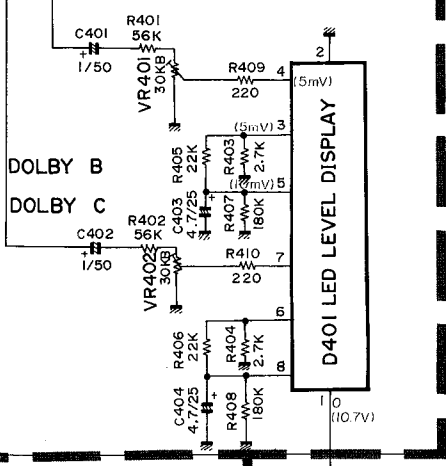 C401
+
1/50
R401
56K
VR401
30KB
R409
220
4
(5mV)
2
(5mV) 3
R405
22K
R403
2.7K
5
DOLBY B
DOLBY C
C403
4.7/25
+
R407
180K
C402
+
1/50
R402
56K
VR402
30KB
R410
220
7
6
R406
22K
R404
2.7K
8
C404
4.7/25
+
R408
180K
D401 LED LEVEL DISPLAY
10
(10.7V)